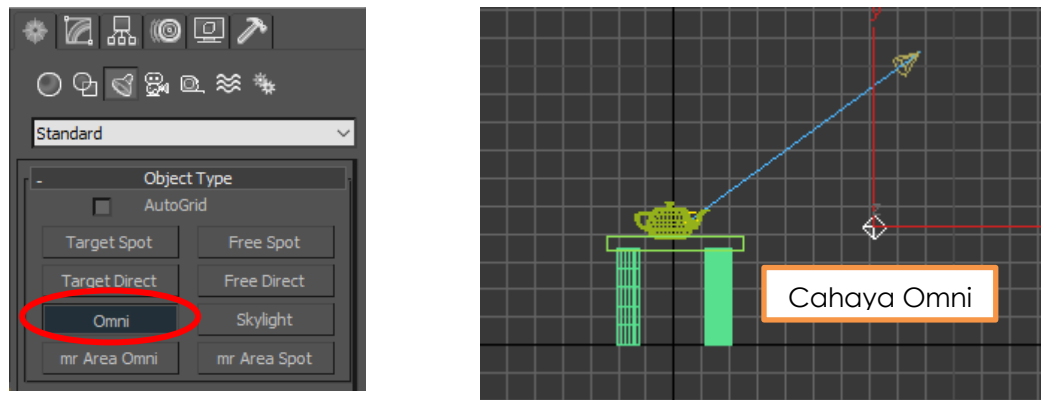 Standard
- Object Type
AutoGrid
Target Spot Free Spot
Target Direct Free Direct
Omni Skylight
mr Area Omni mr Area Spot
y
Cahaya Omni